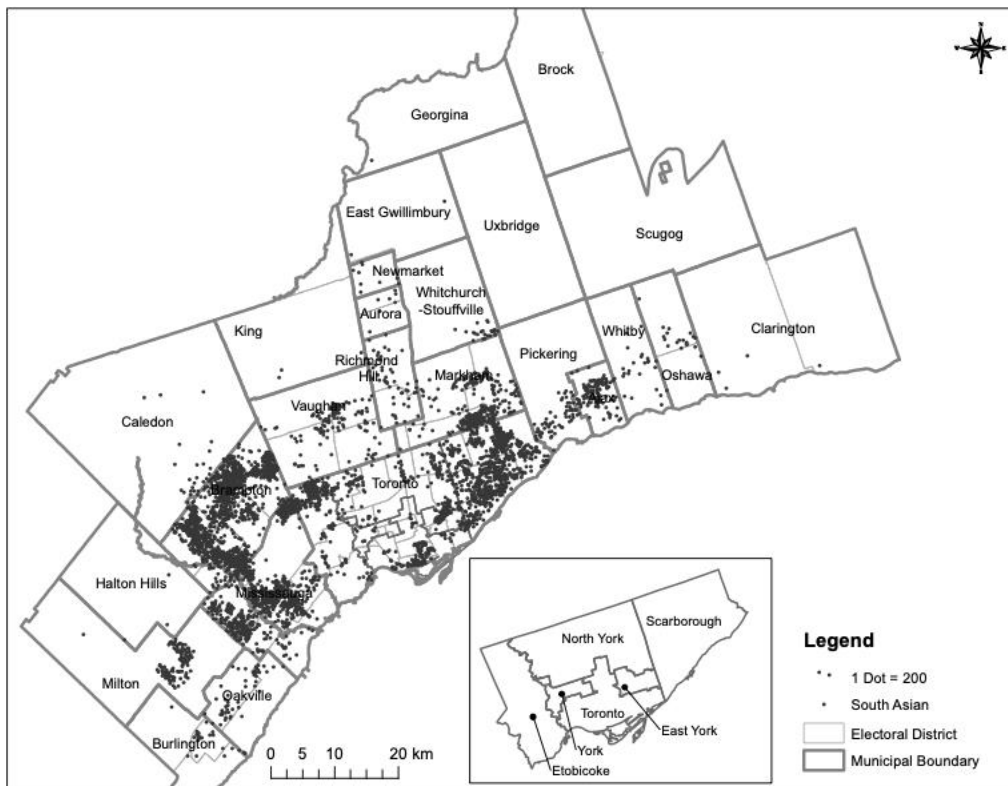 N
Brock
Georgina
East Gwillimbury
Uxbridge
Scugog
Newmarket
Whitchurch
-Stouffville
Aurora
King
Whitby
Clarington
Richmond
Hill
Pickering
Markham
Oshawa
Vaughan
Ajax
Caledon
Brampton
Toronto
Halton Hills
Mississauga
Milton
Oakville
Burlington
0 5 10 20 km
Scarborough
North York
Toronto
East York
York
Etobicoke
Legend
1 Dot = 200
South Asian
Electoral District
Municipal Boundary